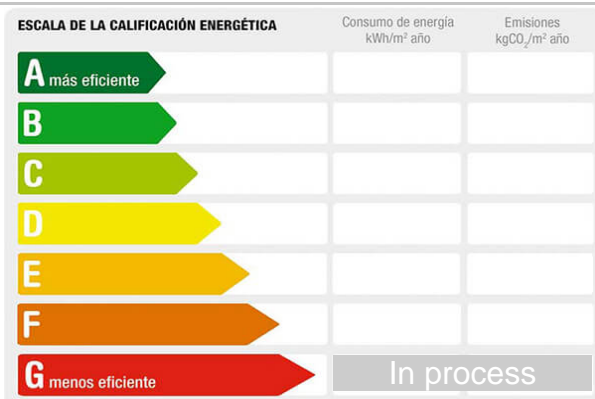 ESCALA DE LA CALIFICACIÓN ENERGÉTICA
Consumo de energía
kWh/m² año
Emisiones
kgCO₂/m² año
A más eficiente
B
C
D
E
F
G menos eficiente
In process